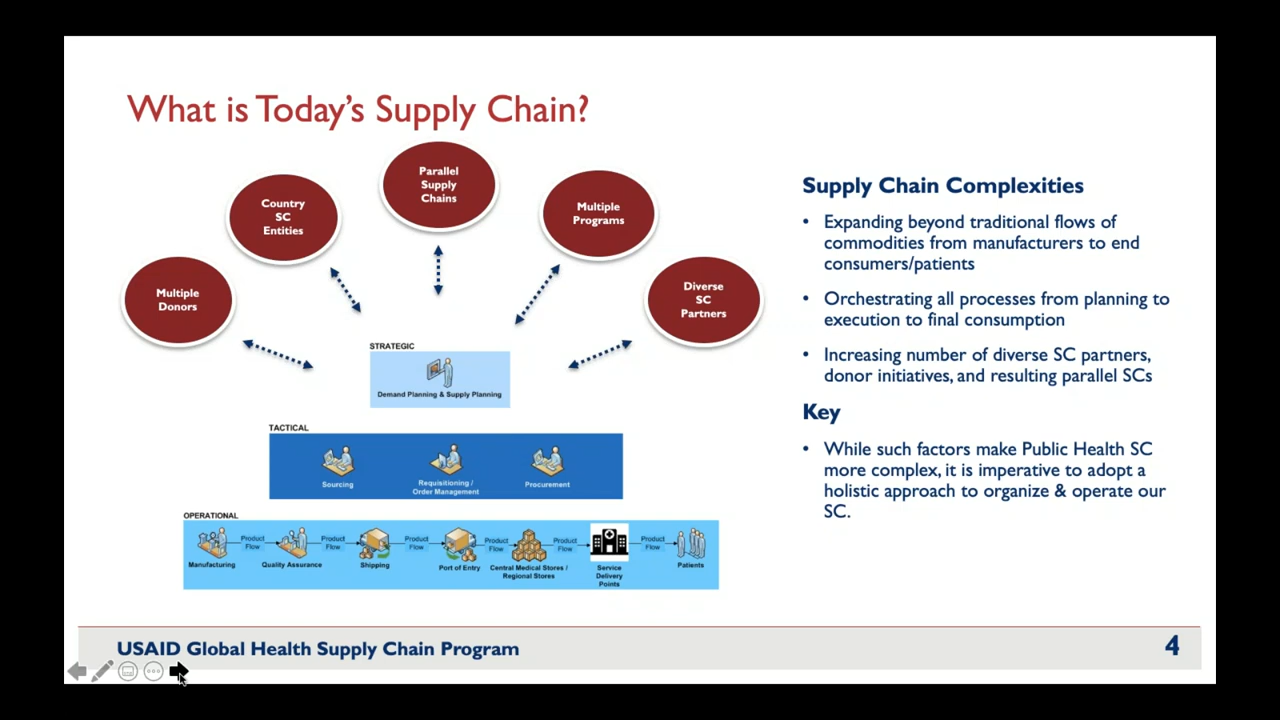 What is Today's Supply Chain?
Parallel
Supply
Chains
Country
SC
Entities
Multiple
Programs
Multiple
Donors
Diverse
SC
Partners
STRATEGIC
Demand Planning & Supply Planning
TACTICAL
Sourcing
Requisitioning /
Order Management
Procurement
OPERATIONAL
Manufacturing
Product
Flow
Quality Assurance
Product
Flow
Shipping
Product
Flow
Port of Entry
Product
Flow
Central Medical Stores /
Regional Stores
Product
Flow
Service
Delivery
Points
Product
Flow
Patients
Supply Chain Complexities
• Expanding beyond traditional flows of
commodities from manufacturers to end
consumers/patients
• Orchestrating all processes from planning to
execution to final consumption
• Increasing number of diverse SC partners,
donor initiatives, and resulting parallel SCs
Key
• While such factors make Public Health SC
more complex, it is imperative to adopt a
holistic approach to organize & operate our
SC.
USAID Global Health Supply Chain Program
4